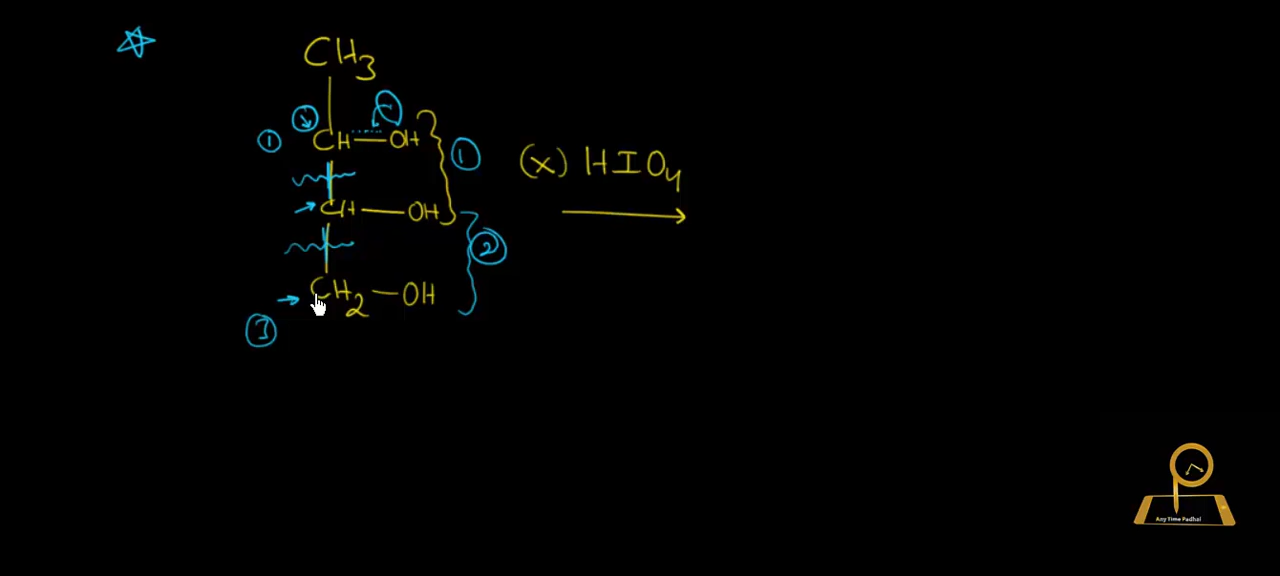 CH3
① CH—OH ① (x) HIO4
CH—OH
②
CH2—OH
③
Any Time Padhai